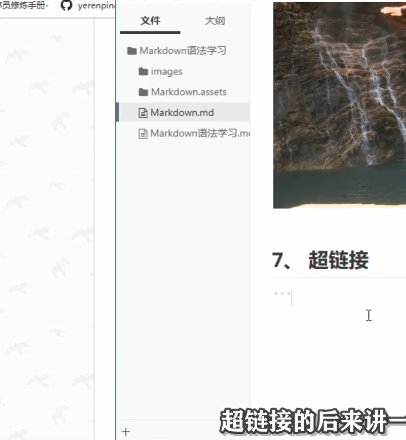 员修炼手册·
yerenping
文件 大纲
Markdown语法学习
images
Markdown.assets
Markdown.md
Markdown语法学习.md
7、 超链接
超链接的后来讲一